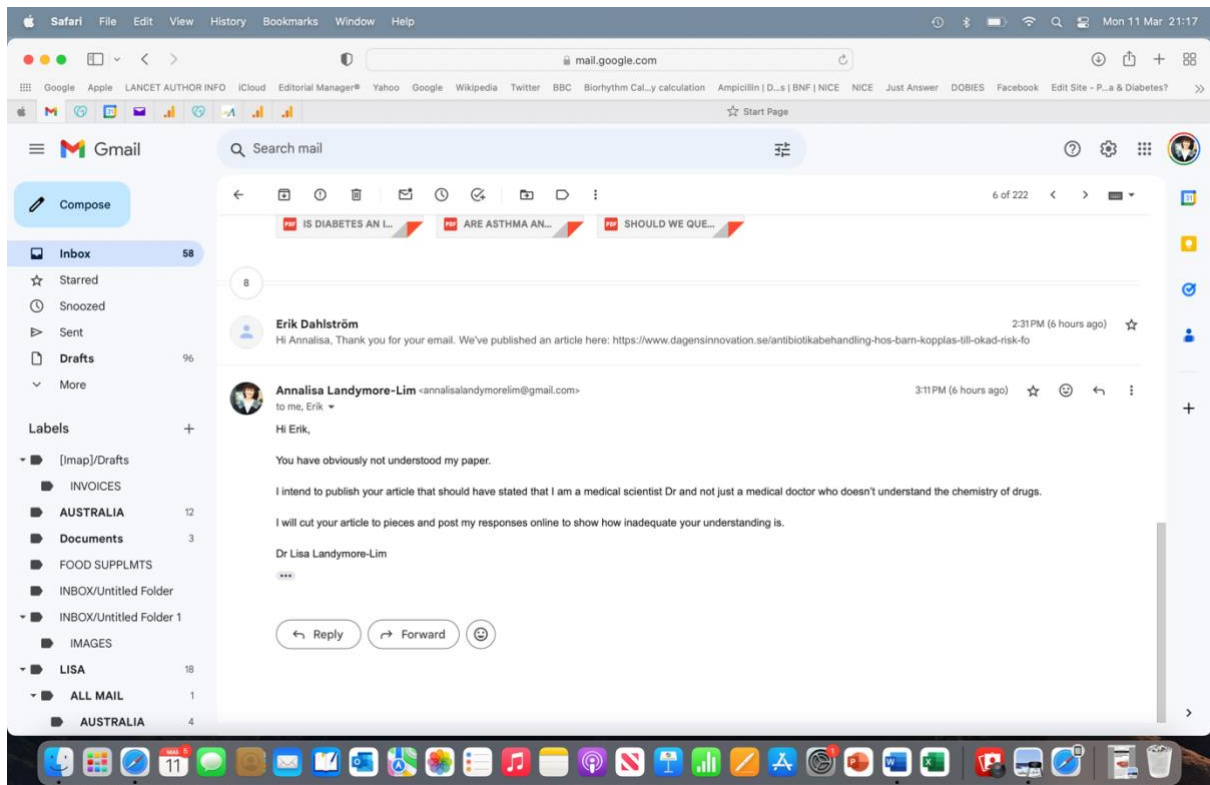 Safari File Edit View History Bookmarks Window Help Mon 11 Mar 21:17
mail.google.com
Google Apple LANCET AUTHOR INFO iCloud Editorial Manager® Yahoo Google Wikipedia Twitter BBC Biorhythm Cal...y calculation Ampicillin | D...s | BNF | NICE NICE Just Answer DOBIES Facebook Edit Site - P...a & Diabetes?
Start Page
Gmail
Search mail
Compose
6 of 222
PDF IS DIABETES AN I... PDF ARE ASTHMA AN... PDF SHOULD WE QUE...
Inbox 58
Starred
Snoozed
Sent
Drafts 96
More
Labels
[Imap]/Drafts
INVOICES
AUSTRALIA 12
Documents 3
FOOD SUPPLMTS
INBOX/Untitled Folder
INBOX/Untitled Folder 1
IMAGES
LISA 18
ALL MAIL 1
AUSTRALIA 4
8
Erik Dahlström 2:31 PM (6 hours ago)
Hi Annalisa, Thank you for your email. We've published an article here: https://www.dagensinnovation.se/antibiotikabehandling-hos-barn-kopplas-till-okad-risk-fo
Annalisa Landymore-Lim <annalisalandymorelim@gmail.com> 3:11 PM (6 hours ago)
to me, Erik
Hi Erik,
You have obviously not understood my paper.
I intend to publish your article that should have stated that I am a medical scientist Dr and not just a medical doctor who doesn't understand the chemistry of drugs.
I will cut your article to pieces and post my responses online to show how inadequate your understanding is.
Dr Lisa Landymore-Lim
Reply Forward
31
11